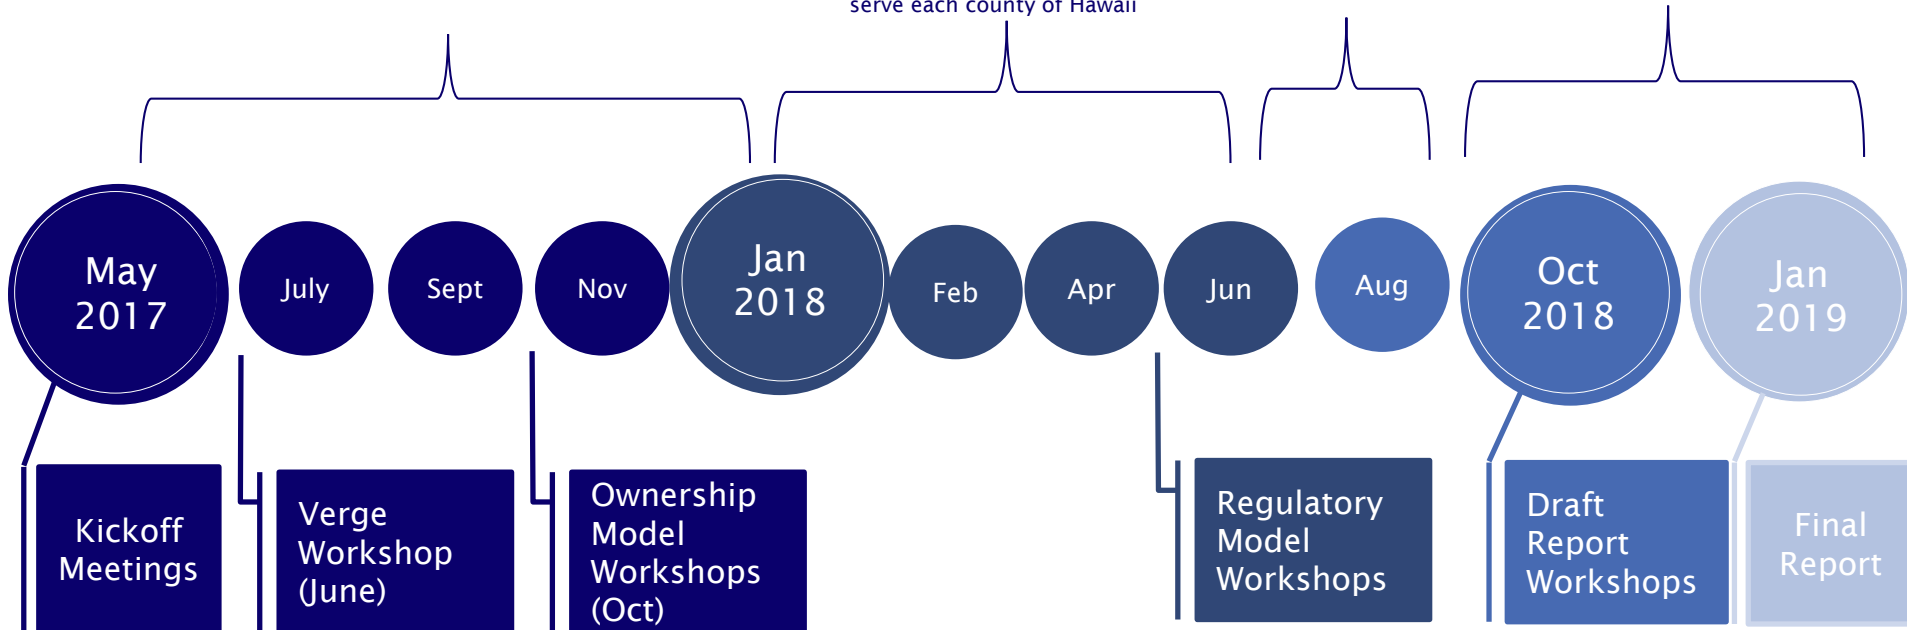 serve each county of Hawaii
May
2017
July
Sept
Nov
Jan
2018
Feb
Apr
Jun
Aug
Oct
2018
Jan
2019
Kickoff
Meetings
Verge
Workshop
(June)
Ownership
Model
Workshops
(Oct)
Regulatory
Model
Workshops
Draft
Report
Workshops
Final
Report